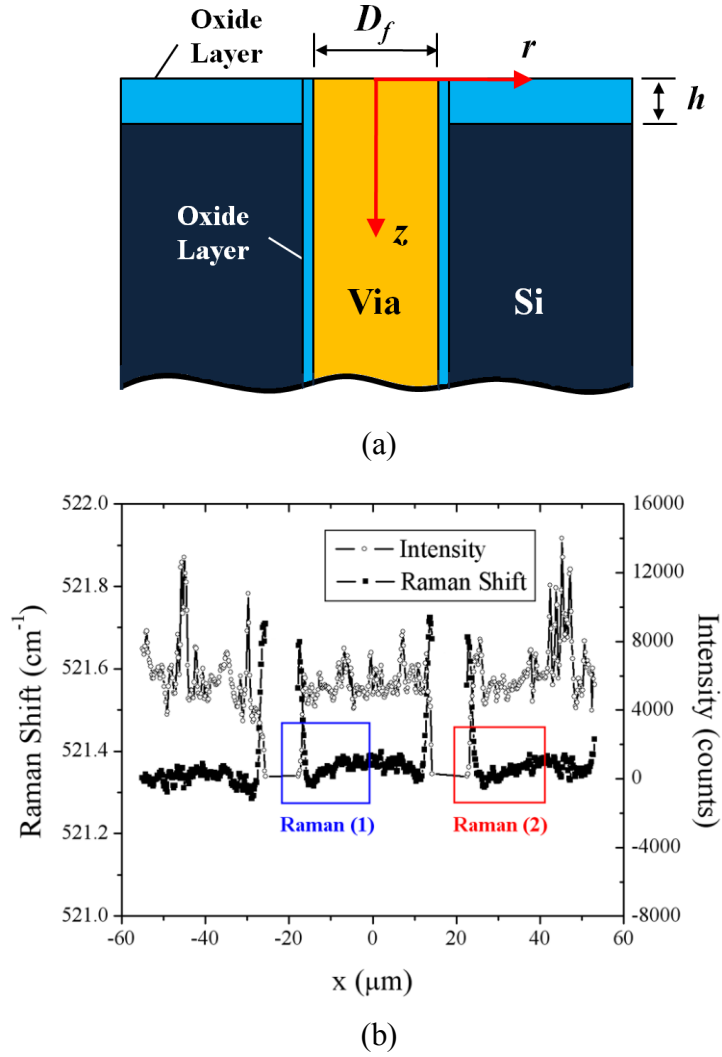 Oxide
Layer
D_f
r
h
Oxide
Layer
z
Via
Si
(a)
522.0
521.8
521.6
521.4
521.2
521.0
Raman Shift (cm⁻¹)
16000
12000
8000
4000
0
-4000
-8000
Intensity (counts)
Intensity
Raman Shift
Raman (1)
Raman (2)
-60
-40
-20
0
20
40
60
x (μm)
(b)